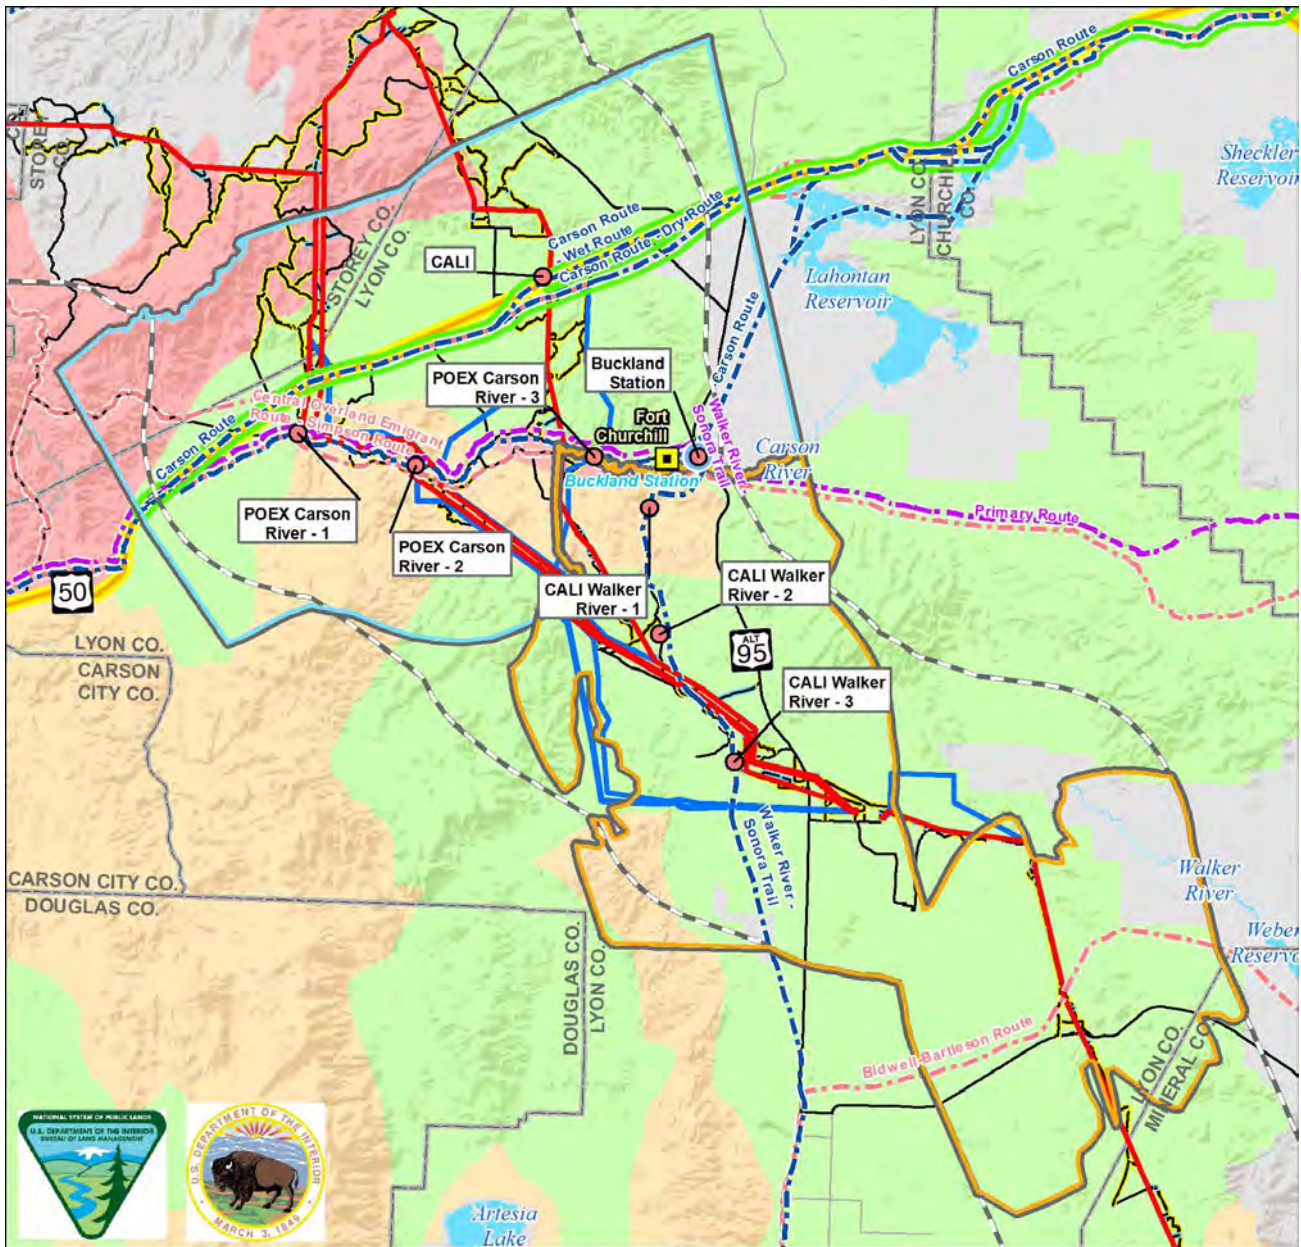 Carson Route
STOREY
CO.
CO.
STOREY CO.
LYON CO.
LYON CO.
CHURCHILL
CO.
Sheckler
Reservoir
CALI
Carson Route
- Wet Route
Carson Route - Dry Route
Lahontan
Reservoir
Carson Route
POEX Carson
River - 3
Buckland
Station
Central Overland Emigrant
Route - Simpson Route
Fort
Churchill
Walker River -
Sonora Trail
Carson
River
Carson Route
Buckland Station
POEX Carson
River - 1
Primary Route
POEX Carson
River - 2
50
CALI Walker
River - 1
CALI Walker
River - 2
ALT
95
LYON CO.
CARSON
CITY CO.
CALI Walker
River - 3
Walker River -
Sonora Trail
Walker
River
CARSON CITY CO.
DOUGLAS CO.
DOUGLAS CO.
LYON CO.
Weber
Bidwell-Bartleson Route
LYON CO.
MINERAL CO.
NATIONAL SYSTEM OF PUBLIC LANDS
U.S. DEPARTMENT OF THE INTERIOR
BUREAU OF LAND MANAGEMENT
U.S. DEPARTMENT OF THE INTERIOR
MARCH 3, 1849
Artesia
Lake